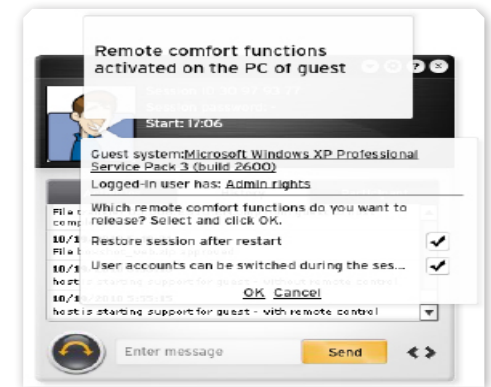 Remote comfort functions
activated on the PC of guest
Start: 17:06
Guest system:Microsoft Windows XP Professional
Service Pack 3 (build 2600)
Logged-in user has: Admin rights
Which remote comfort functions do you want to
release? Select and click OK.
Restore session after restart
User accounts can be switched during the ses...
OK Cancel
host is starting support for guest - with remote control
Enter message
Send